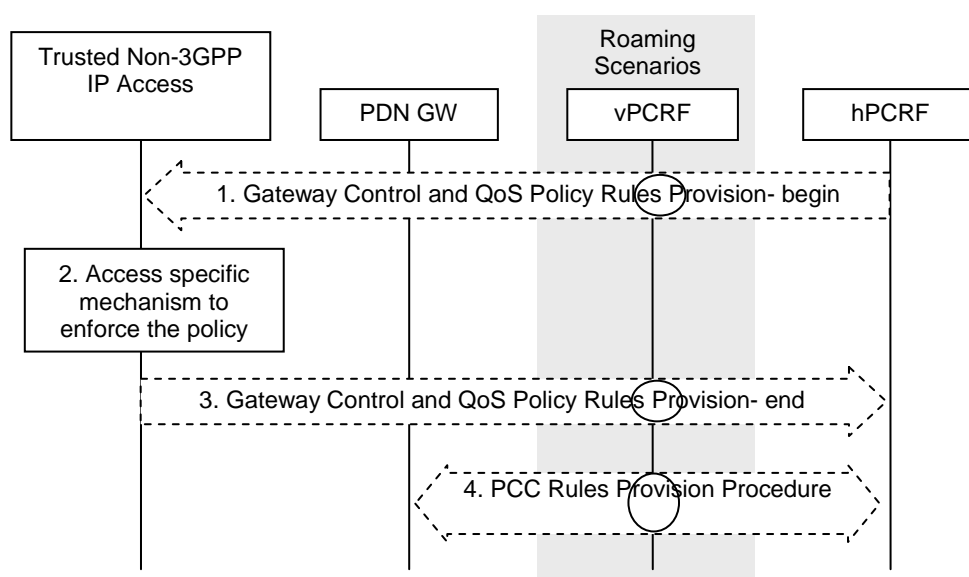 Roaming
Scenarios
Trusted Non-3GPP
IP Access
PDN GW
vPCRF
hPCRF
1. Gateway Control and QoS Policy Rules Provision- begin
2. Access specific
mechanism to
enforce the policy
3. Gateway Control and QoS Policy Rules Provision- end
4. PCC Rules Provision Procedure